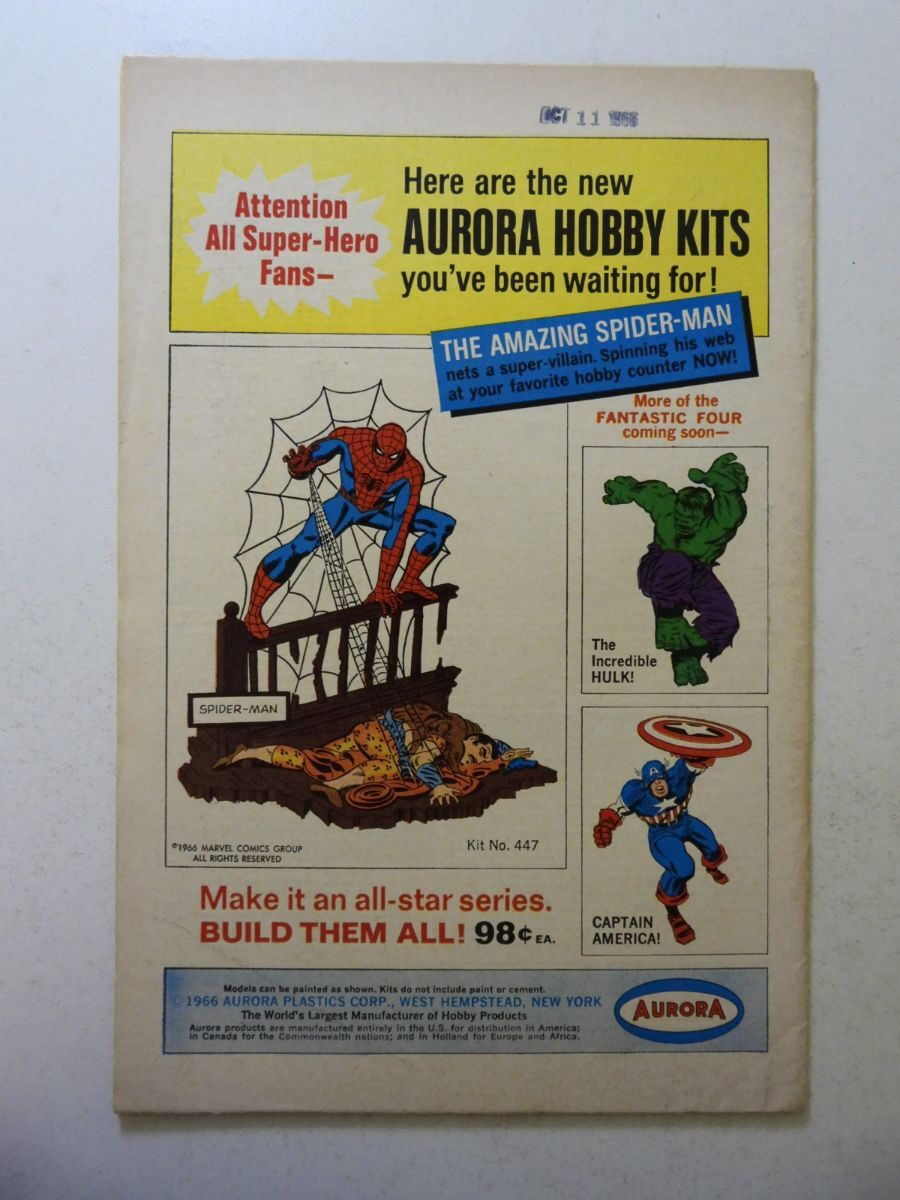 OCT 11 1966
Attention
All Super-Hero
Fans—
Here are the new
AURORA HOBBY KITS
you've been waiting for!
THE AMAZING SPIDER-MAN
nets a super-villain. Spinning his web
at your favorite hobby counter NOW!
More of the
FANTASTIC FOUR
coming soon—
The
Incredible
HULK!
SPIDER-MAN
©1966 MARVEL COMICS GROUP
ALL RIGHTS RESERVED
Kit No. 447
CAPTAIN
AMERICA!
Make it an all-star series.
BUILD THEM ALL! 98¢ EA.
Models can be painted as shown. Kits do not include paint or cement.
©1966 AURORA PLASTICS CORP., WEST HEMPSTEAD, NEW YORK
The World's Largest Manufacturer of Hobby Products
Aurora products are manufactured entirely in the U.S. for distribution in America;
in Canada for the Commonwealth nations; and in Holland for Europe and Africa.
AURORA
A